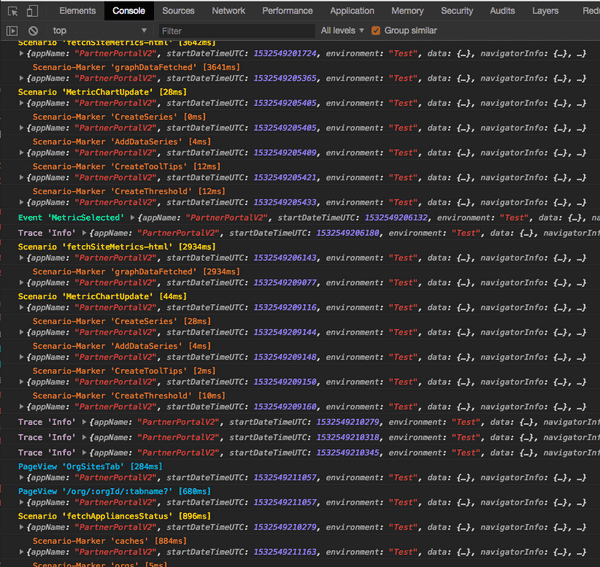 Elements Console Sources Network Performance Application Memory Security Audits Layers Red
top Filter All levels ▾ Group similar
Scenario 'fetchSiteMetrics-html' [3642ms]
▸ {appName: "PartnerPortalV2", startDateTimeUTC: 1532549201724, environment: "Test", data: {…}, navigatorInfo: {…}, …}
Scenario-Marker 'graphDataFetched' [3641ms]
▸ {appName: "PartnerPortalV2", startDateTimeUTC: 1532549205365, environment: "Test", data: {…}, navigatorInfo: {…}, …}
Scenario 'MetricChartUpdate' [28ms]
▸ {appName: "PartnerPortalV2", startDateTimeUTC: 1532549205405, environment: "Test", data: {…}, navigatorInfo: {…}, …}
Scenario-Marker 'CreateSeries' [0ms]
▸ {appName: "PartnerPortalV2", startDateTimeUTC: 1532549205405, environment: "Test", data: {…}, navigatorInfo: {…}, …}
Scenario-Marker 'AddDataSeries' [4ms]
▸ {appName: "PartnerPortalV2", startDateTimeUTC: 1532549205409, environment: "Test", data: {…}, navigatorInfo: {…}, …}
Scenario-Marker 'CreateToolTips' [12ms]
▸ {appName: "PartnerPortalV2", startDateTimeUTC: 1532549205421, environment: "Test", data: {…}, navigatorInfo: {…}, …}
Scenario-Marker 'CreateThreshold' [12ms]
▸ {appName: "PartnerPortalV2", startDateTimeUTC: 1532549205433, environment: "Test", data: {…}, navigatorInfo: {…}, …}
Event 'MetricSelected' ▸ {appName: "PartnerPortalV2", startDateTimeUTC: 1532549206132, environment: "Test", data: {…},
Trace 'Info' ▸ {appName: "PartnerPortalV2", startDateTimeUTC: 1532549206180, environment: "Test", data: {…}, navigatorI
Scenario 'fetchSiteMetrics-html' [2934ms]
▸ {appName: "PartnerPortalV2", startDateTimeUTC: 1532549206143, environment: "Test", data: {…}, navigatorInfo: {…}, …}
Scenario-Marker 'graphDataFetched' [2934ms]
▸ {appName: "PartnerPortalV2", startDateTimeUTC: 1532549209077, environment: "Test", data: {…}, navigatorInfo: {…}, …}
Scenario 'MetricChartUpdate' [44ms]
▸ {appName: "PartnerPortalV2", startDateTimeUTC: 1532549209116, environment: "Test", data: {…}, navigatorInfo: {…}, …}
Scenario-Marker 'CreateSeries' [28ms]
▸ {appName: "PartnerPortalV2", startDateTimeUTC: 1532549209144, environment: "Test", data: {…}, navigatorInfo: {…}, …}
Scenario-Marker 'AddDataSeries' [4ms]
▸ {appName: "PartnerPortalV2", startDateTimeUTC: 1532549209148, environment: "Test", data: {…}, navigatorInfo: {…}, …}
Scenario-Marker 'CreateToolTips' [2ms]
▸ {appName: "PartnerPortalV2", startDateTimeUTC: 1532549209150, environment: "Test", data: {…}, navigatorInfo: {…}, …}
Scenario-Marker 'CreateThreshold' [10ms]
▸ {appName: "PartnerPortalV2", startDateTimeUTC: 1532549209160, environment: "Test", data: {…}, navigatorInfo: {…}, …}
Trace 'Info' ▸ {appName: "PartnerPortalV2", startDateTimeUTC: 1532549210279, environment: "Test", data: {…}, navigatorI
Trace 'Info' ▸ {appName: "PartnerPortalV2", startDateTimeUTC: 1532549210318, environment: "Test", data: {…}, navigatorI
Trace 'Info' ▸ {appName: "PartnerPortalV2", startDateTimeUTC: 1532549210345, environment: "Test", data: {…}, navigatorI
PageView 'OrgSitesTab' [284ms]
▸ {appName: "PartnerPortalV2", startDateTimeUTC: 1532549211057, environment: "Test", data: {…}, navigatorInfo: {…}, …}
PageView '/org/:orgId/:tabname?' [680ms]
▸ {appName: "PartnerPortalV2", startDateTimeUTC: 1532549211057, environment: "Test", data: {…}, navigatorInfo: {…}, …}
Scenario 'fetchAppliancesStatus' [896ms]
▸ {appName: "PartnerPortalV2", startDateTimeUTC: 1532549210279, environment: "Test", data: {…}, navigatorInfo: {…}, …}
Scenario-Marker 'caches' [884ms]
▸ {appName: "PartnerPortalV2", startDateTimeUTC: 1532549211163, environment: "Test", data: {…}, navigatorInfo: {…}, …}
Scenario-Marker 'orgs' [5ms]